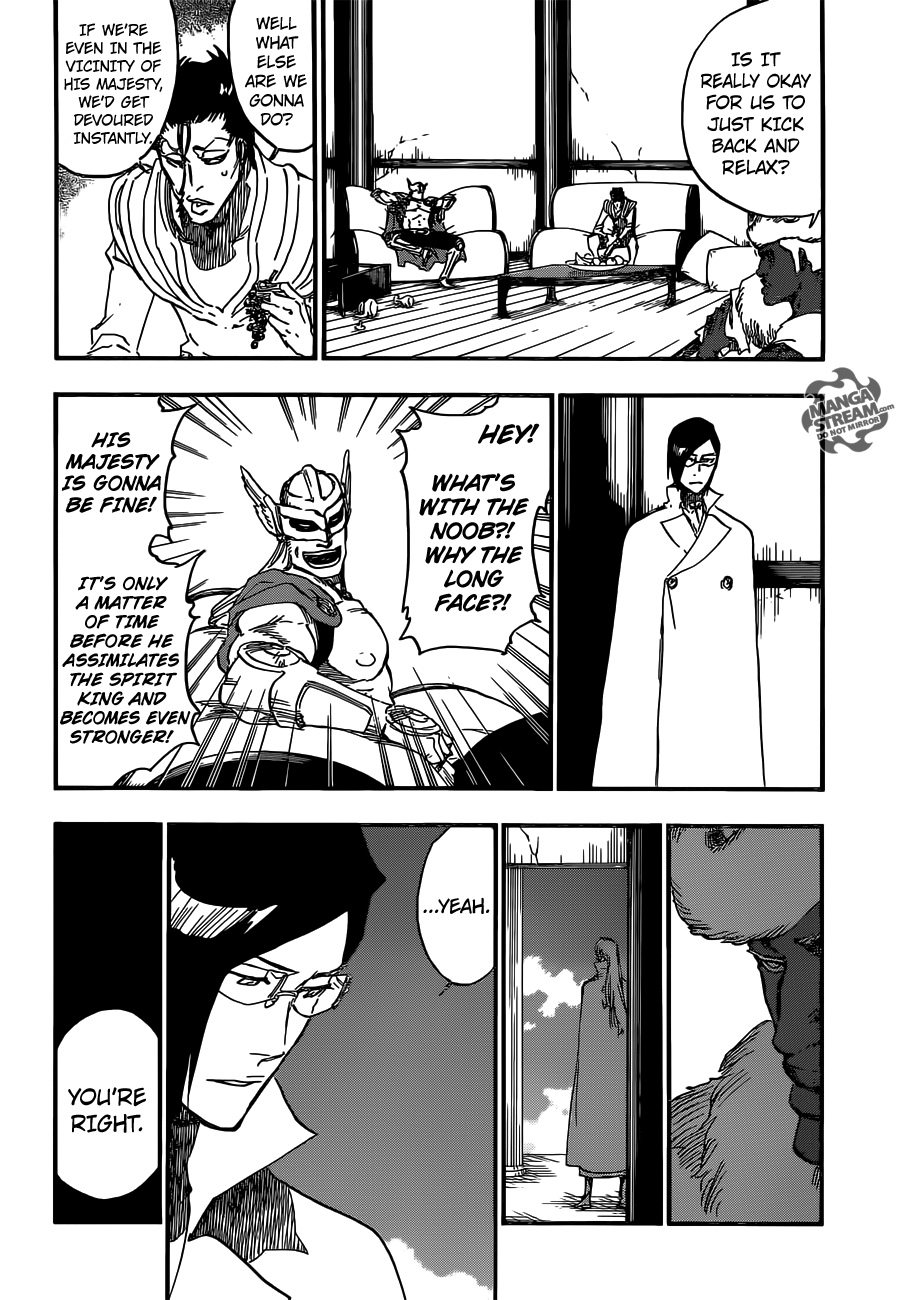 IS IT
REALLY OKAY
FOR US TO
JUST KICK
BACK AND
RELAX?
WELL
WHAT
ELSE
ARE WE
GONNA
DO?
IF WE'RE
EVEN IN THE
VICINITY OF
HIS MAJESTY,
WE'D GET
DEVOURED
INSTANTLY.
MANGA
STREAM.com
DO NOT MIRROR
HEY!
WHAT'S
WITH THE
NOOB?!
WHY THE
LONG
FACE?!
HIS
MAJESTY
IS GONNA
BE FINE!
IT'S ONLY
A MATTER
OF TIME
BEFORE HE
ASSIMILATES
THE SPIRIT
KING AND
BECOMES EVEN
STRONGER!
...YEAH.
YOU'RE
RIGHT.